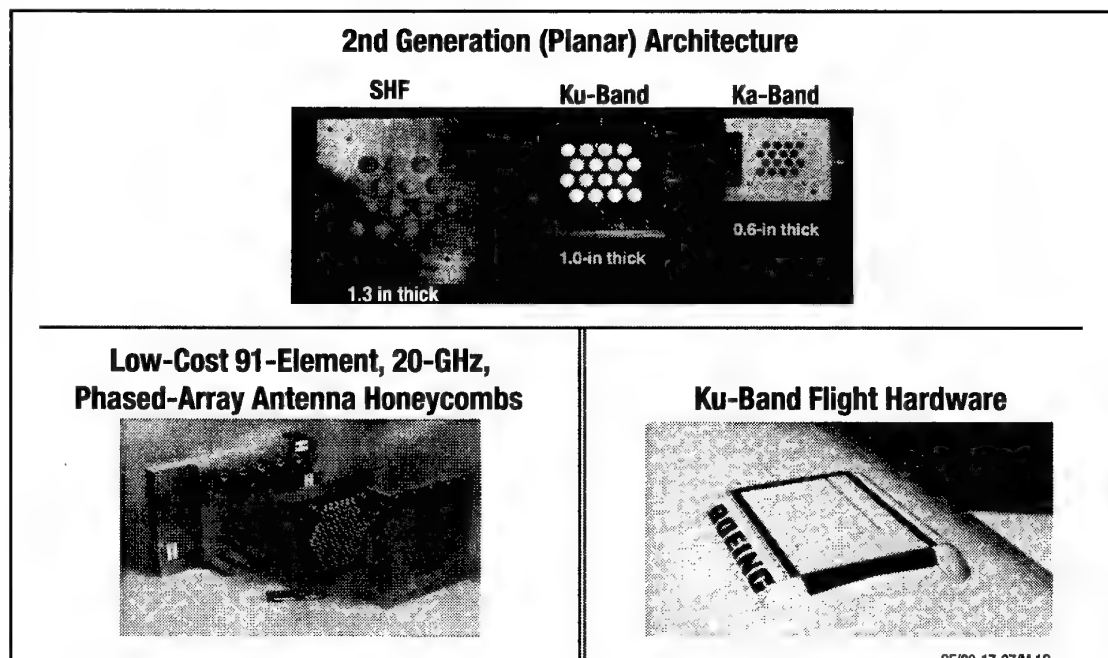 2nd Generation (Planar) Architecture
SHF
Ku-Band
Ka-Band
1.3 in thick
1.0-in thick
0.6-in thick
Low-Cost 91-Element, 20-GHz,
Phased-Array Antenna Honeycombs
Ku-Band Flight Hardware
BOEING